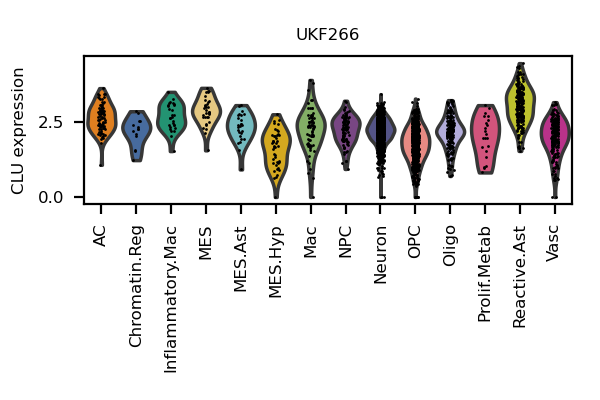 UKF266
CLU expression
2.5
0.0
AC
Chromatin.Reg
Inflammatory.Mac
MES
MES.Ast
MES.Hyp
Mac
NPC
Neuron
OPC
Oligo
Prolif.Metab
Reactive.Ast
Vasc